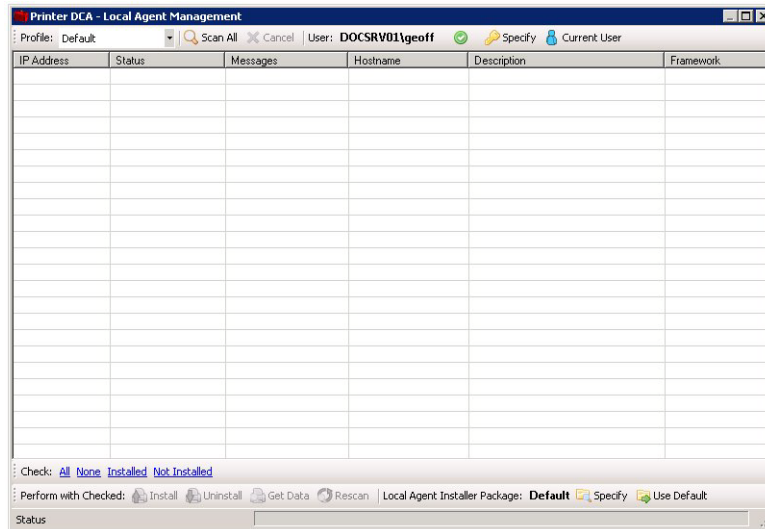 Printer DCA - Local Agent Management
Profile: Default Scan All Cancel User: DOCSRV01\geoff Specify Current User
IP Address Status Messages Hostname Description Framework
Check: All None Installed Not Installed
Perform with Checked: Install Uninstall Get Data Rescan Local Agent Installer Package: Default Specify Use Default
Status